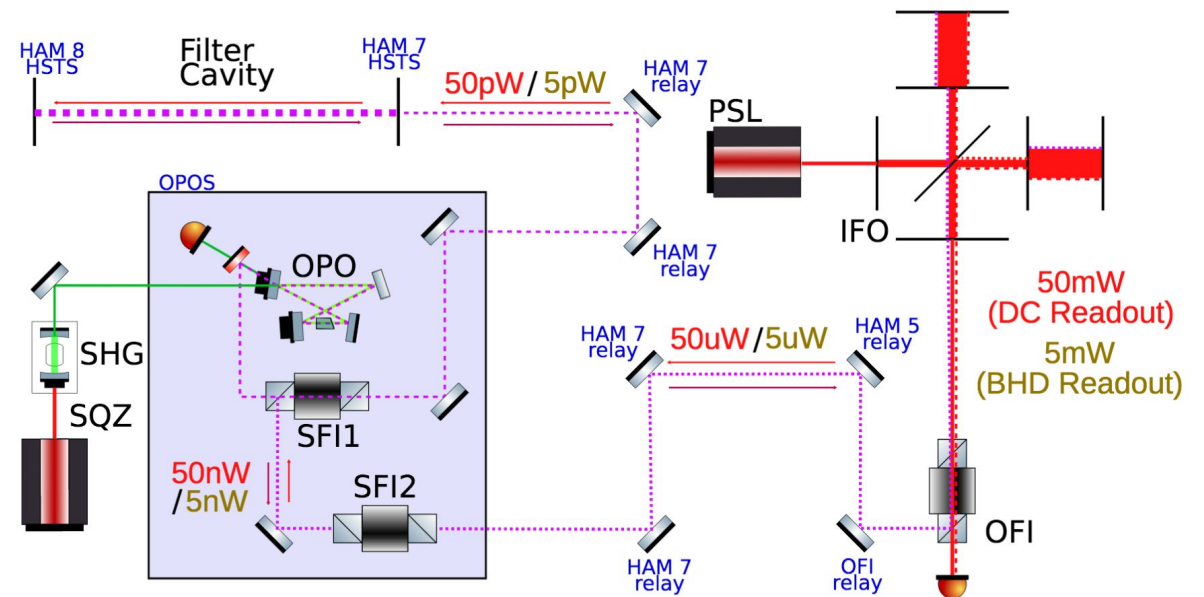 HAM 8
HSTS
Filter
Cavity
HAM 7
HSTS
50pW/5pW
HAM 7
relay
PSL
OPOS
HAM 7
relay
IFO
OPO
50mW
(DC Readout)
5mW
(BHD Readout)
SHG
HAM 7
relay
50uW/5uW
HAM 5
relay
SQZ
SFI1
50nW
/5nW
SFI2
OFI
HAM 7
relay
OFI
relay